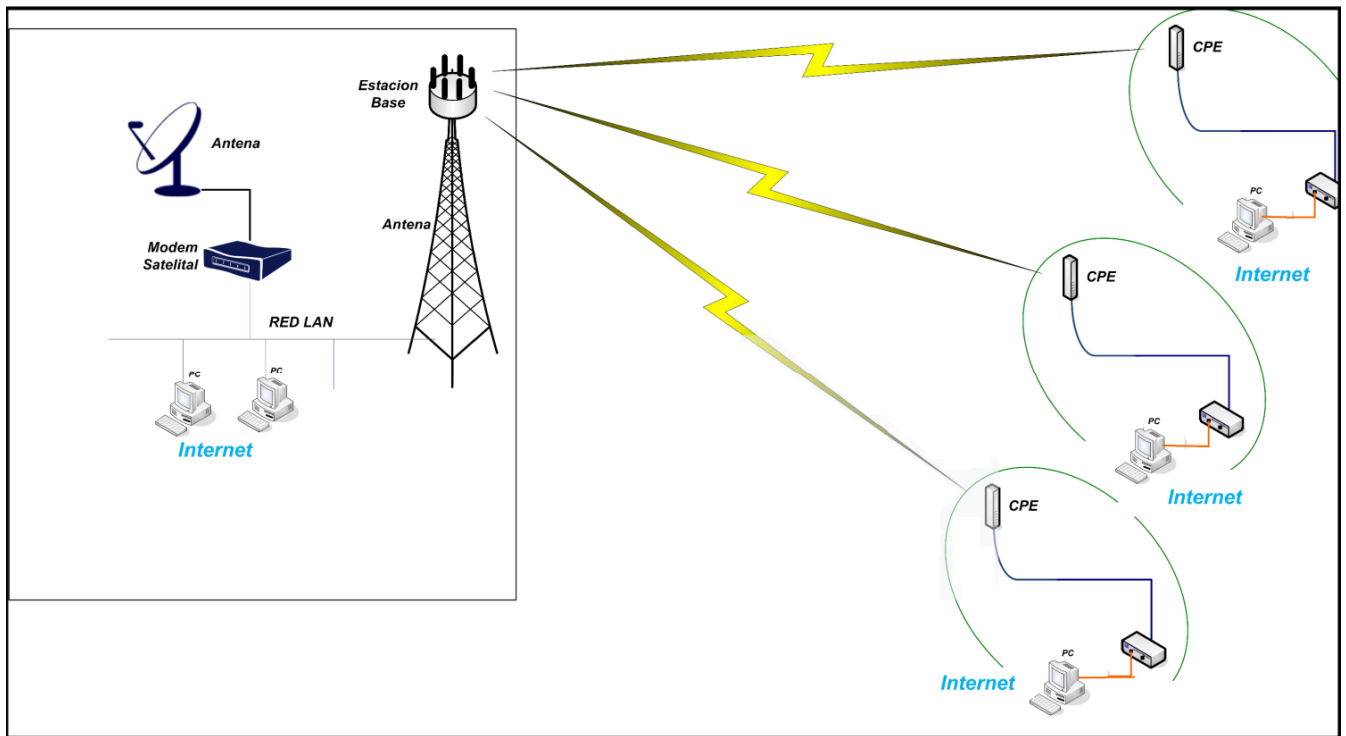 Estacion
Base
Antena
Antena
Modem
Satelital
RED LAN
PC
PC
Internet
CPE
PC
Internet
CPE
PC
Internet
CPE
PC
Internet